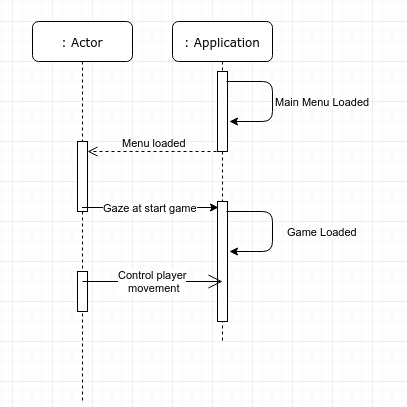 : Actor
: Application
Main Menu Loaded
Menu loaded
Gaze at start game
Game Loaded
Control player
movement